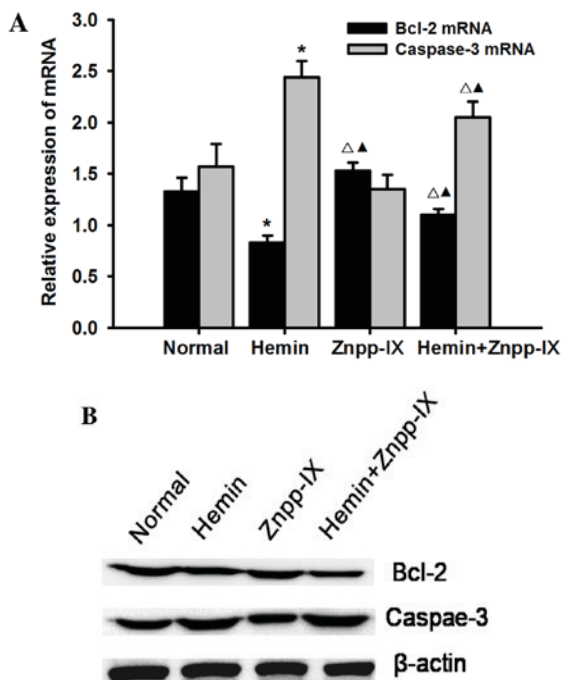 A
Relative expression of mRNA
3.0
2.5
2.0
1.5
1.0
0.5
0.0
Bcl-2 mRNA
Caspase-3 mRNA
*
*
△▲
△▲
△▲
Normal
Hemin
Znpp-IX
Hemin+Znpp-IX
B
Normal
Hemin
Znpp-IX
Hemin+Znpp-IX
Bcl-2
Caspae-3
β-actin